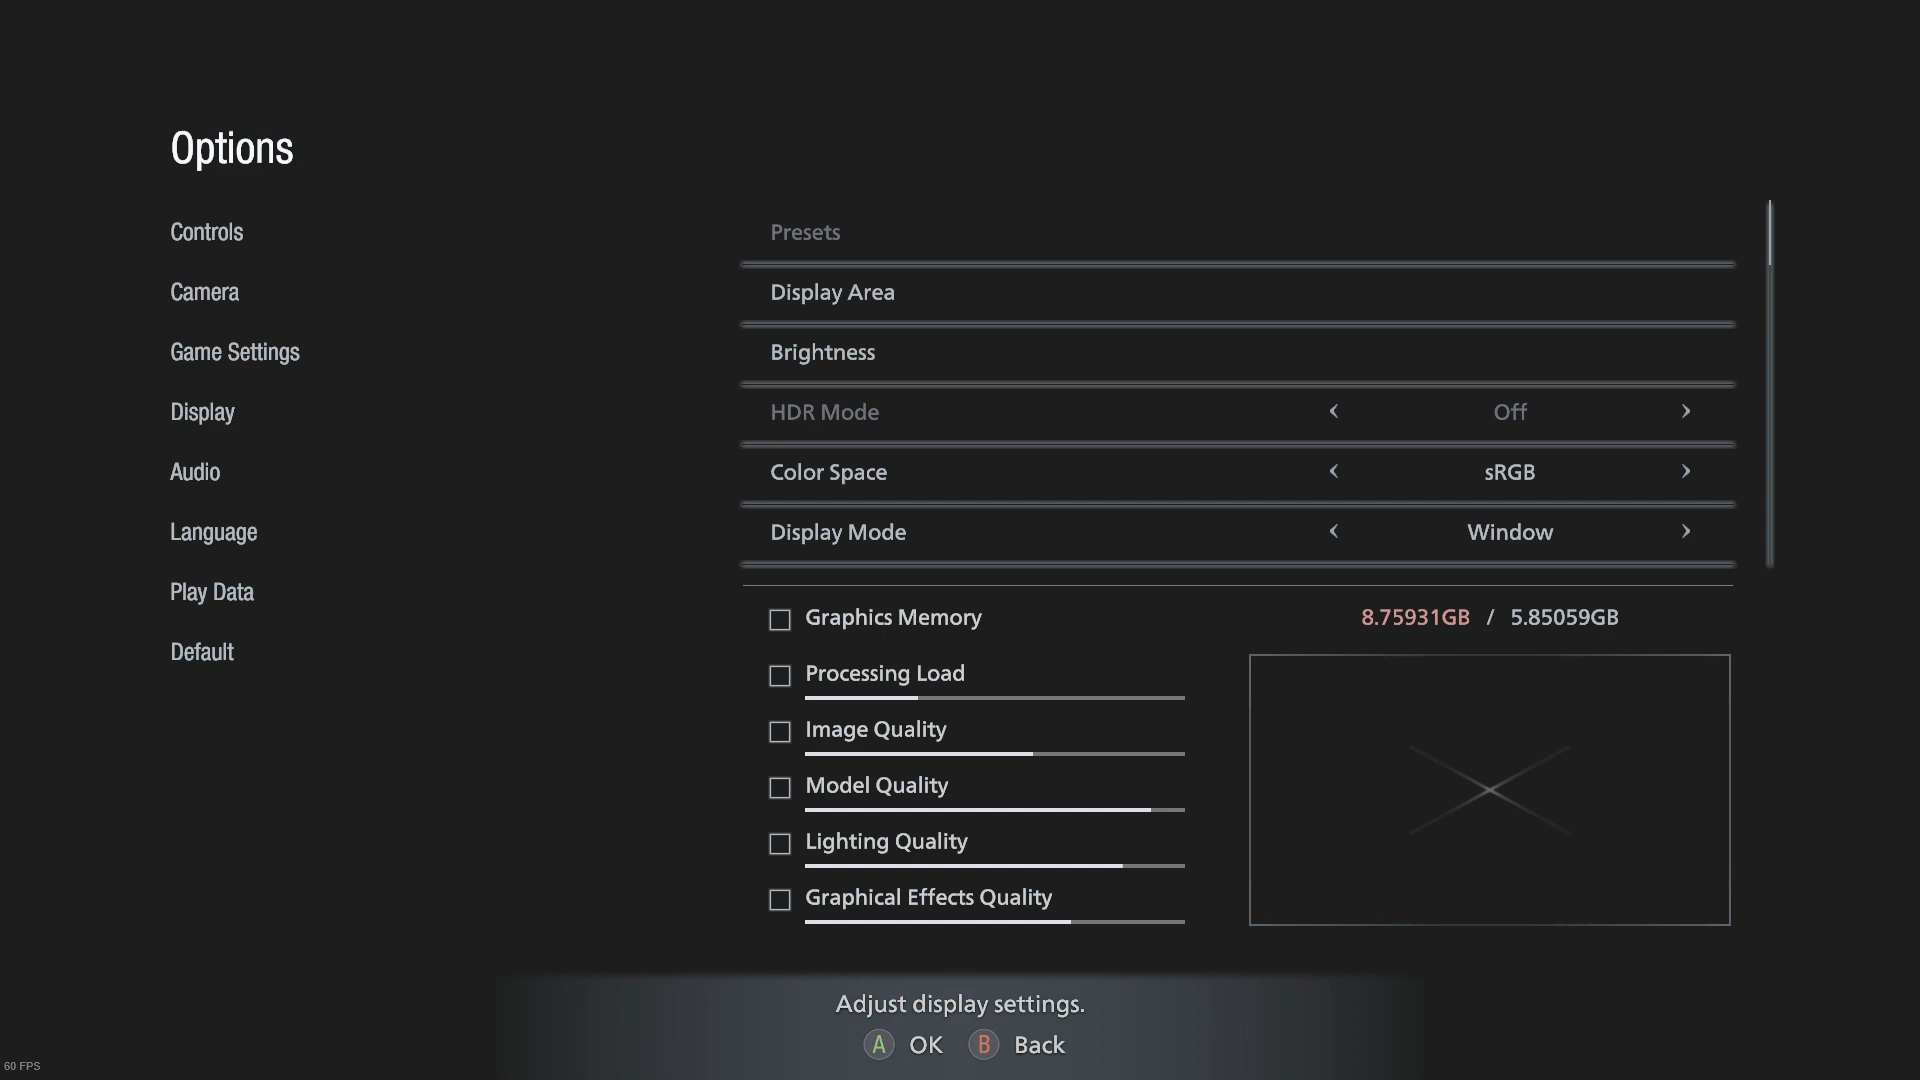 Options
Controls
Camera
Game Settings
Display
Audio
Language
Play Data
Default
Presets
Display Area
Brightness
HDR Mode < Off >
Color Space < sRGB >
Display Mode < Window >
Graphics Memory 8.75931GB / 5.85059GB
Processing Load
Image Quality
Model Quality
Lighting Quality
Graphical Effects Quality
Adjust display settings.
A OK B Back
60 FPS